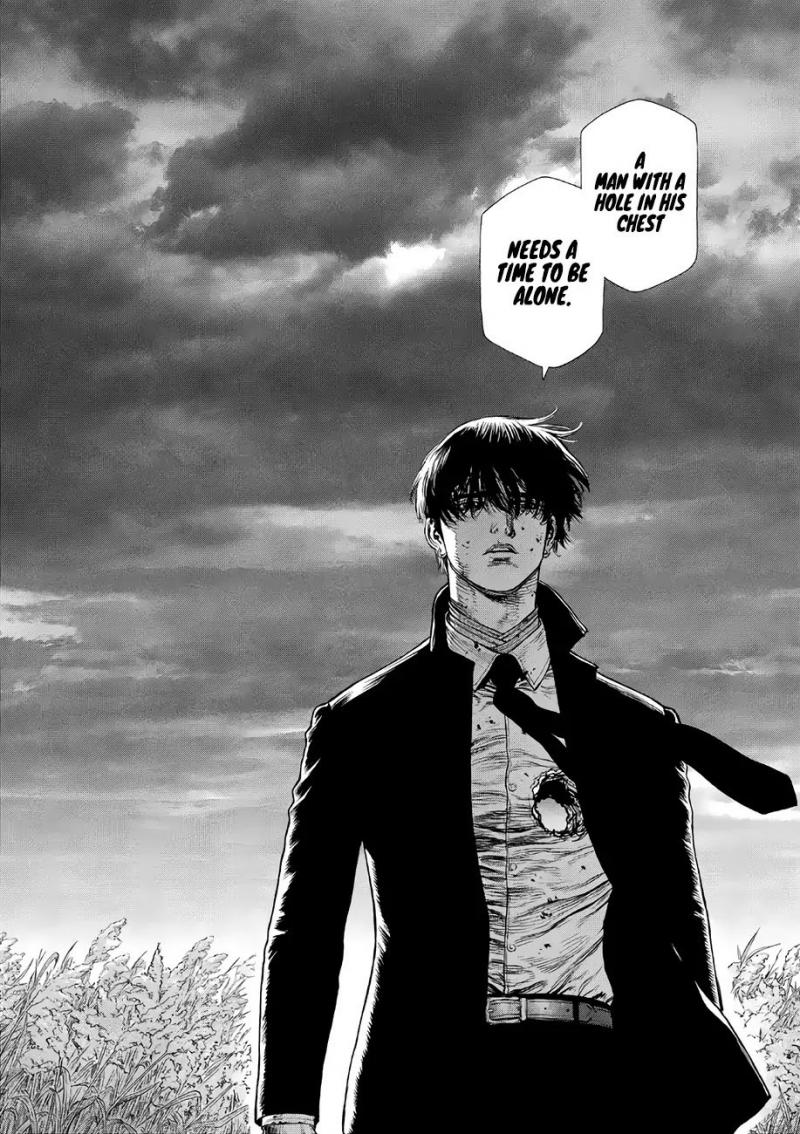 A
MAN WITH A
HOLE IN HIS
CHEST
NEEDS A
TIME TO BE
ALONE.